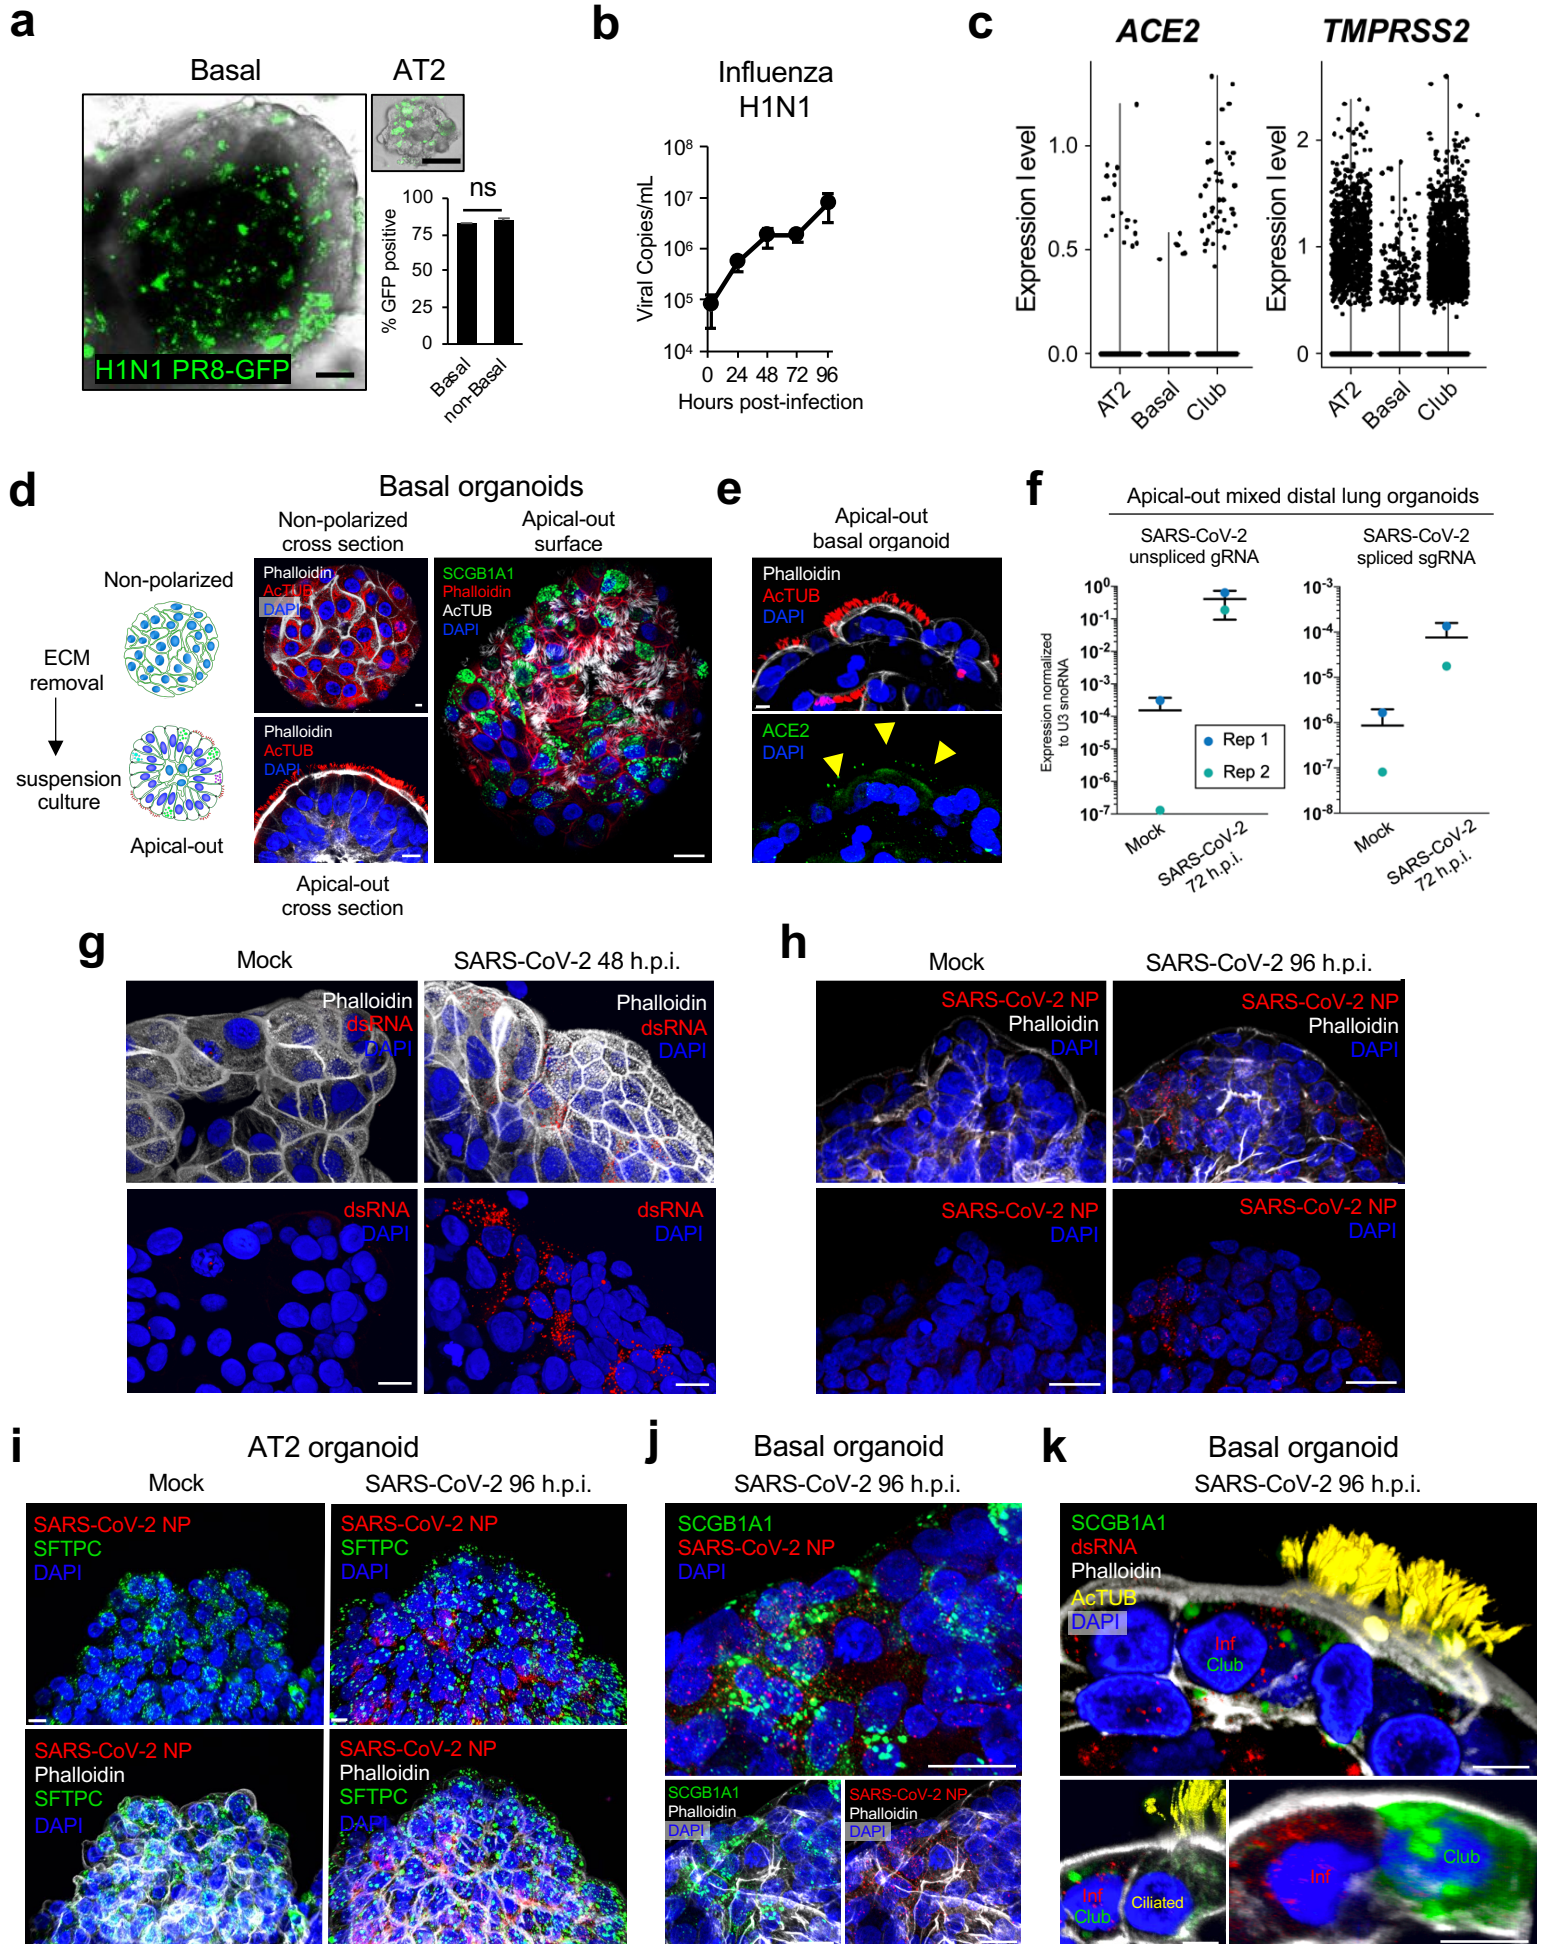 a
Basal
AT2
H1N1 PR8-GFP
ns
% GFP positive
100
75
50
25
0
Basal
non-Basal
b
Influenza
H1N1
Viral Copies/mL
10⁸
10⁷
10⁶
10⁵
10⁴
0 24 48 72 96
Hours post-infection
c
ACE2
Expression level
1.0
0.5
0.0
AT2
Basal
Club
TMPRSS2
Expression level
2
1
0
AT2
Basal
Club
d
Basal organoids
Non-polarized
ECM
removal
suspension
culture
Apical-out
Non-polarized
cross section
Phalloidin
AcTUB
DAPI
Phalloidin
AcTUB
DAPI
Apical-out
cross section
Apical-out
surface
SCGB1A1
Phalloidin
AcTUB
DAPI
e
Apical-out
basal organoid
Phalloidin
AcTUB
DAPI
ACE2
DAPI
f
Apical-out mixed distal lung organoids
SARS-CoV-2
unspliced gRNA
Expression normalized
to U3 snoRNA
10⁰
10⁻¹
10⁻²
10⁻³
10⁻⁴
10⁻⁵
10⁻⁶
10⁻⁷
Mock
SARS-CoV-2
72 h.p.i.
Rep 1
Rep 2
SARS-CoV-2
spliced sgRNA
10⁻³
10⁻⁴
10⁻⁵
10⁻⁶
10⁻⁷
10⁻⁸
Mock
SARS-CoV-2
72 h.p.i.
g
Mock
SARS-CoV-2 48 h.p.i.
Phalloidin
dsRNA
DAPI
Phalloidin
dsRNA
DAPI
dsRNA
DAPI
dsRNA
DAPI
h
Mock
SARS-CoV-2 96 h.p.i.
SARS-CoV-2 NP
Phalloidin
DAPI
SARS-CoV-2 NP
Phalloidin
DAPI
SARS-CoV-2 NP
DAPI
SARS-CoV-2 NP
DAPI
i
AT2 organoid
Mock
SARS-CoV-2 96 h.p.i.
SARS-CoV-2 NP
SFTPC
DAPI
SARS-CoV-2 NP
SFTPC
DAPI
SARS-CoV-2 NP
Phalloidin
SFTPC
DAPI
SARS-CoV-2 NP
Phalloidin
SFTPC
DAPI
j
Basal organoid
SARS-CoV-2 96 h.p.i.
SCGB1A1
SARS-CoV-2 NP
DAPI
SCGB1A1
Phalloidin
DAPI
SARS-CoV-2 NP
Phalloidin
DAPI
k
Basal organoid
SARS-CoV-2 96 h.p.i.
SCGB1A1
dsRNA
Phalloidin
AcTUB
DAPI
Inf
Club
Inf
Club
Ciliated
Inf
Club